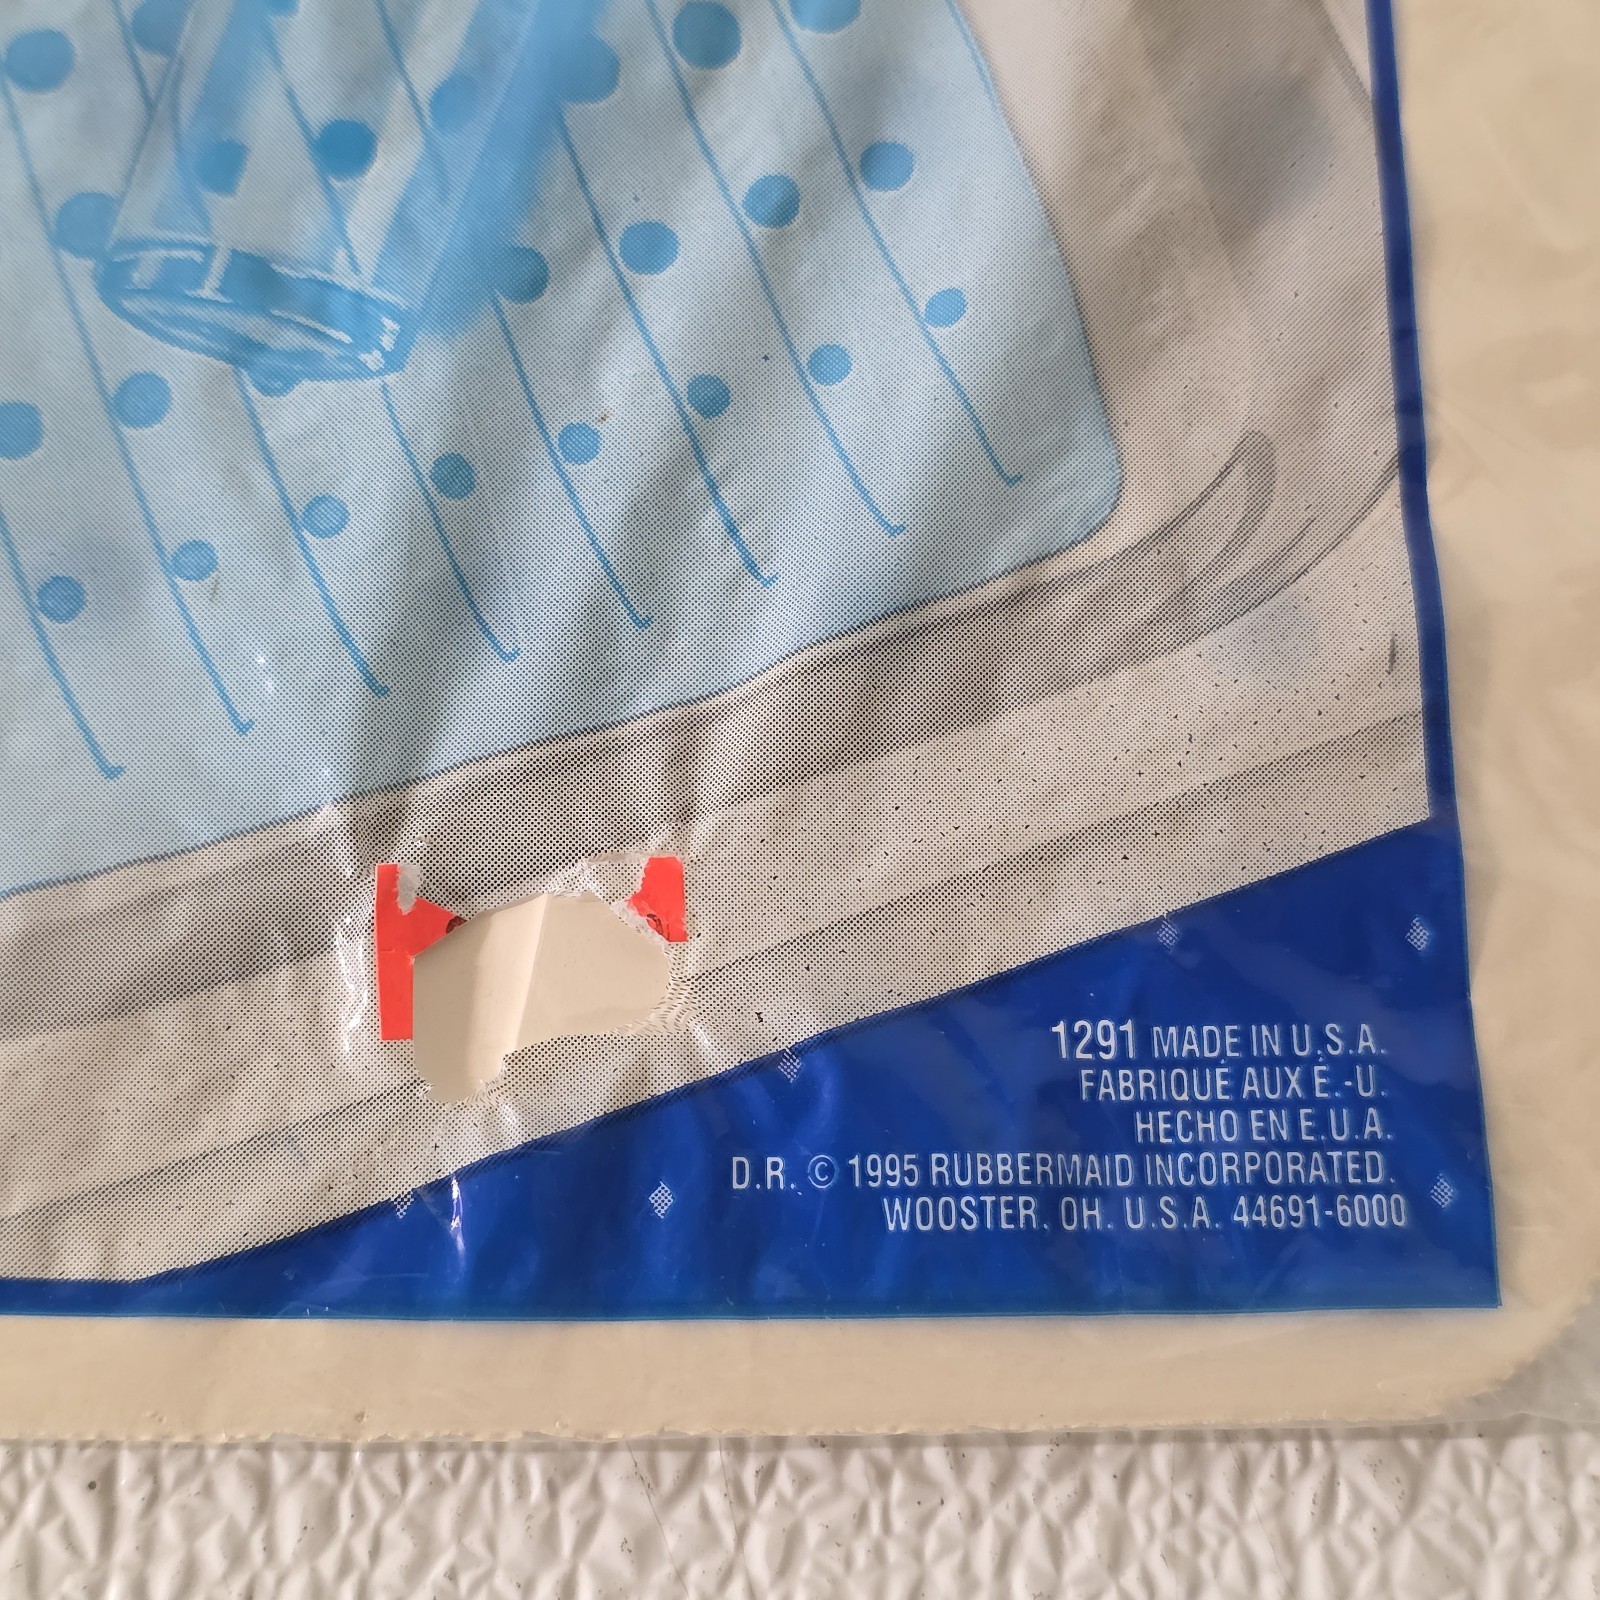 1291 MADE IN U.S.A.
FABRIQUÉ AUX É.-U.
HECHO EN E.U.A.
D.R. © 1995 RUBBERMAID INCORPORATED.
WOOSTER, OH. U.S.A. 44691-6000